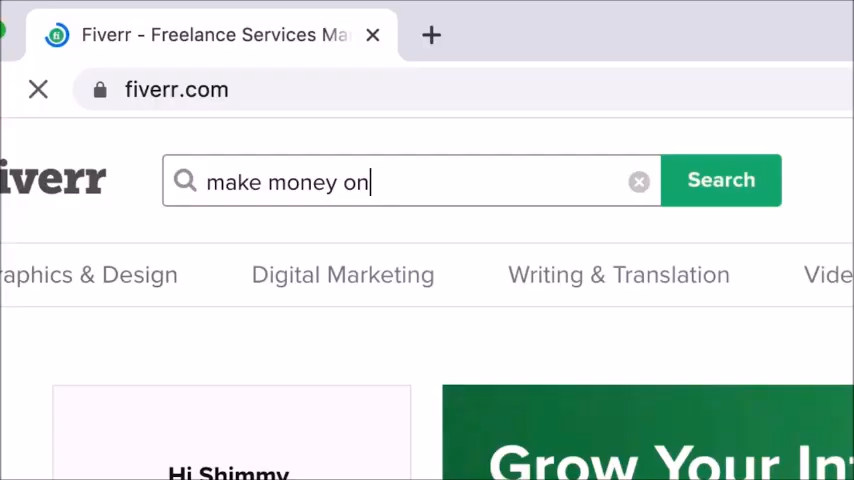 Fiverr - Freelance Services Ma
fiverr.com
iverr
make money on
Search
raphics & Design
Digital Marketing
Writing & Translation
Vide
Hi Shimmy
Grow Your In